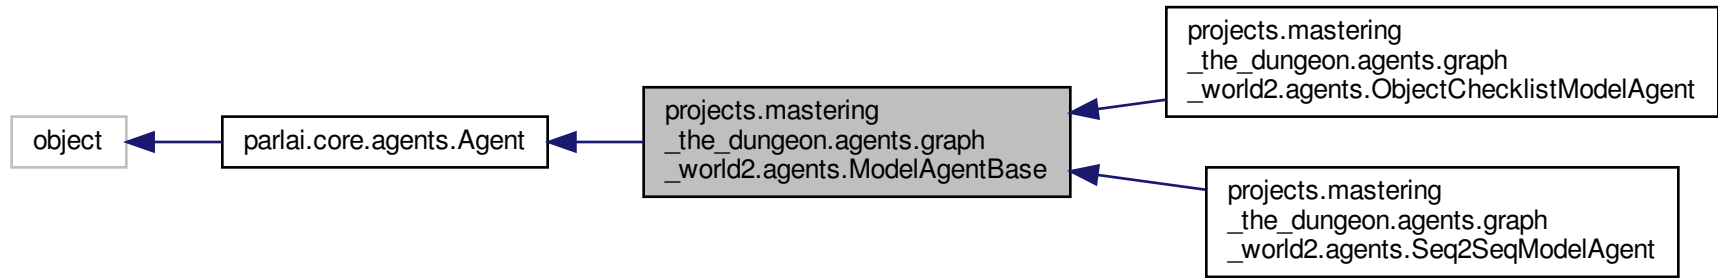 object
parlai.core.agents.Agent
projects.mastering
_the_dungeon.agents.graph
_world2.agents.ModelAgentBase
projects.mastering
_the_dungeon.agents.graph
_world2.agents.ObjectChecklistModelAgent
projects.mastering
_the_dungeon.agents.graph
_world2.agents.Seq2SeqModelAgent